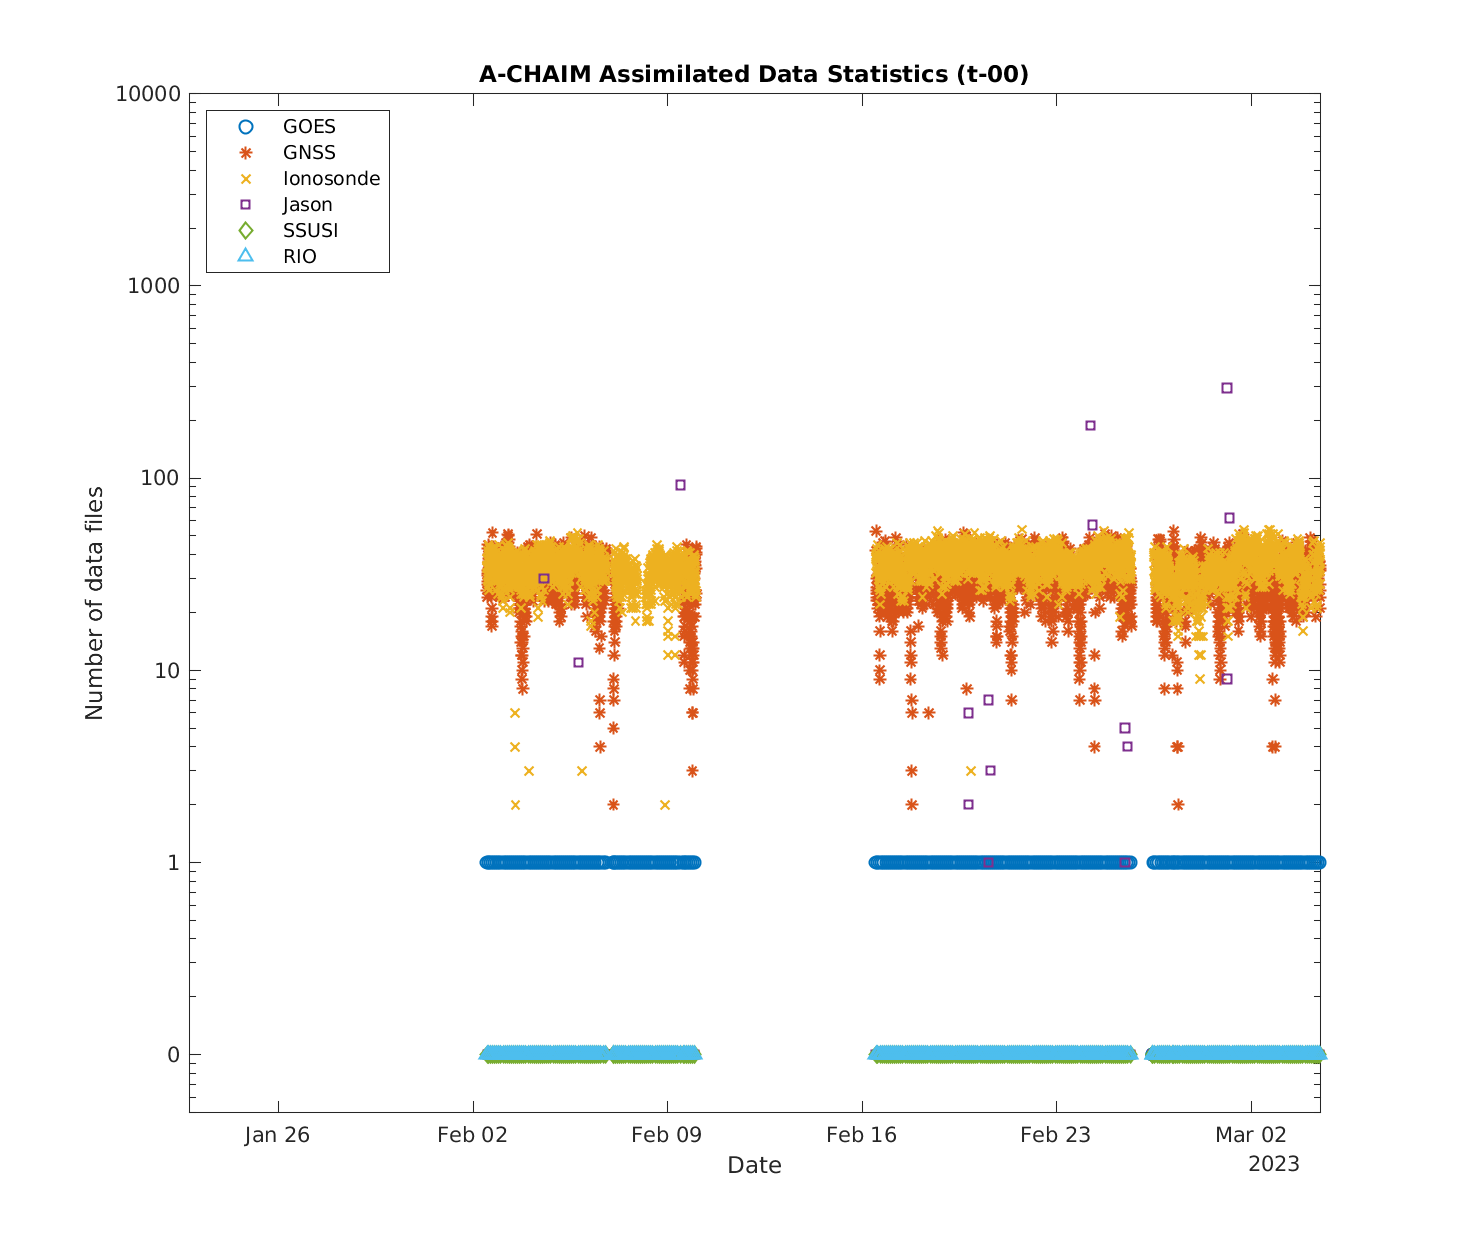 A-CHAIM Assimilated Data Statistics (t-00)
10000
1000
100
10
1
0
Number of data files
GOES
GNSS
Ionosonde
Jason
SSUSI
RIO
Jan 26
Feb 02
Feb 09
Feb 16
Feb 23
Mar 02
2023
Date